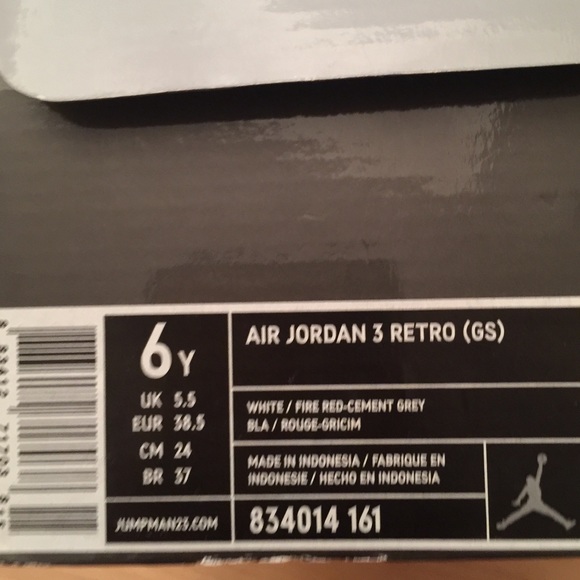 6Y
UK 5.5
EUR 38.5
CM 24
BR 37
JUMPMAN23.COM
AIR JORDAN 3 RETRO (GS)
WHITE / FIRE RED-CEMENT GREY
BLA / ROUGE-GRICIM
MADE IN INDONESIA / FABRIQUE EN
INDONESIE / HECHO EN INDONESIA
834014 161